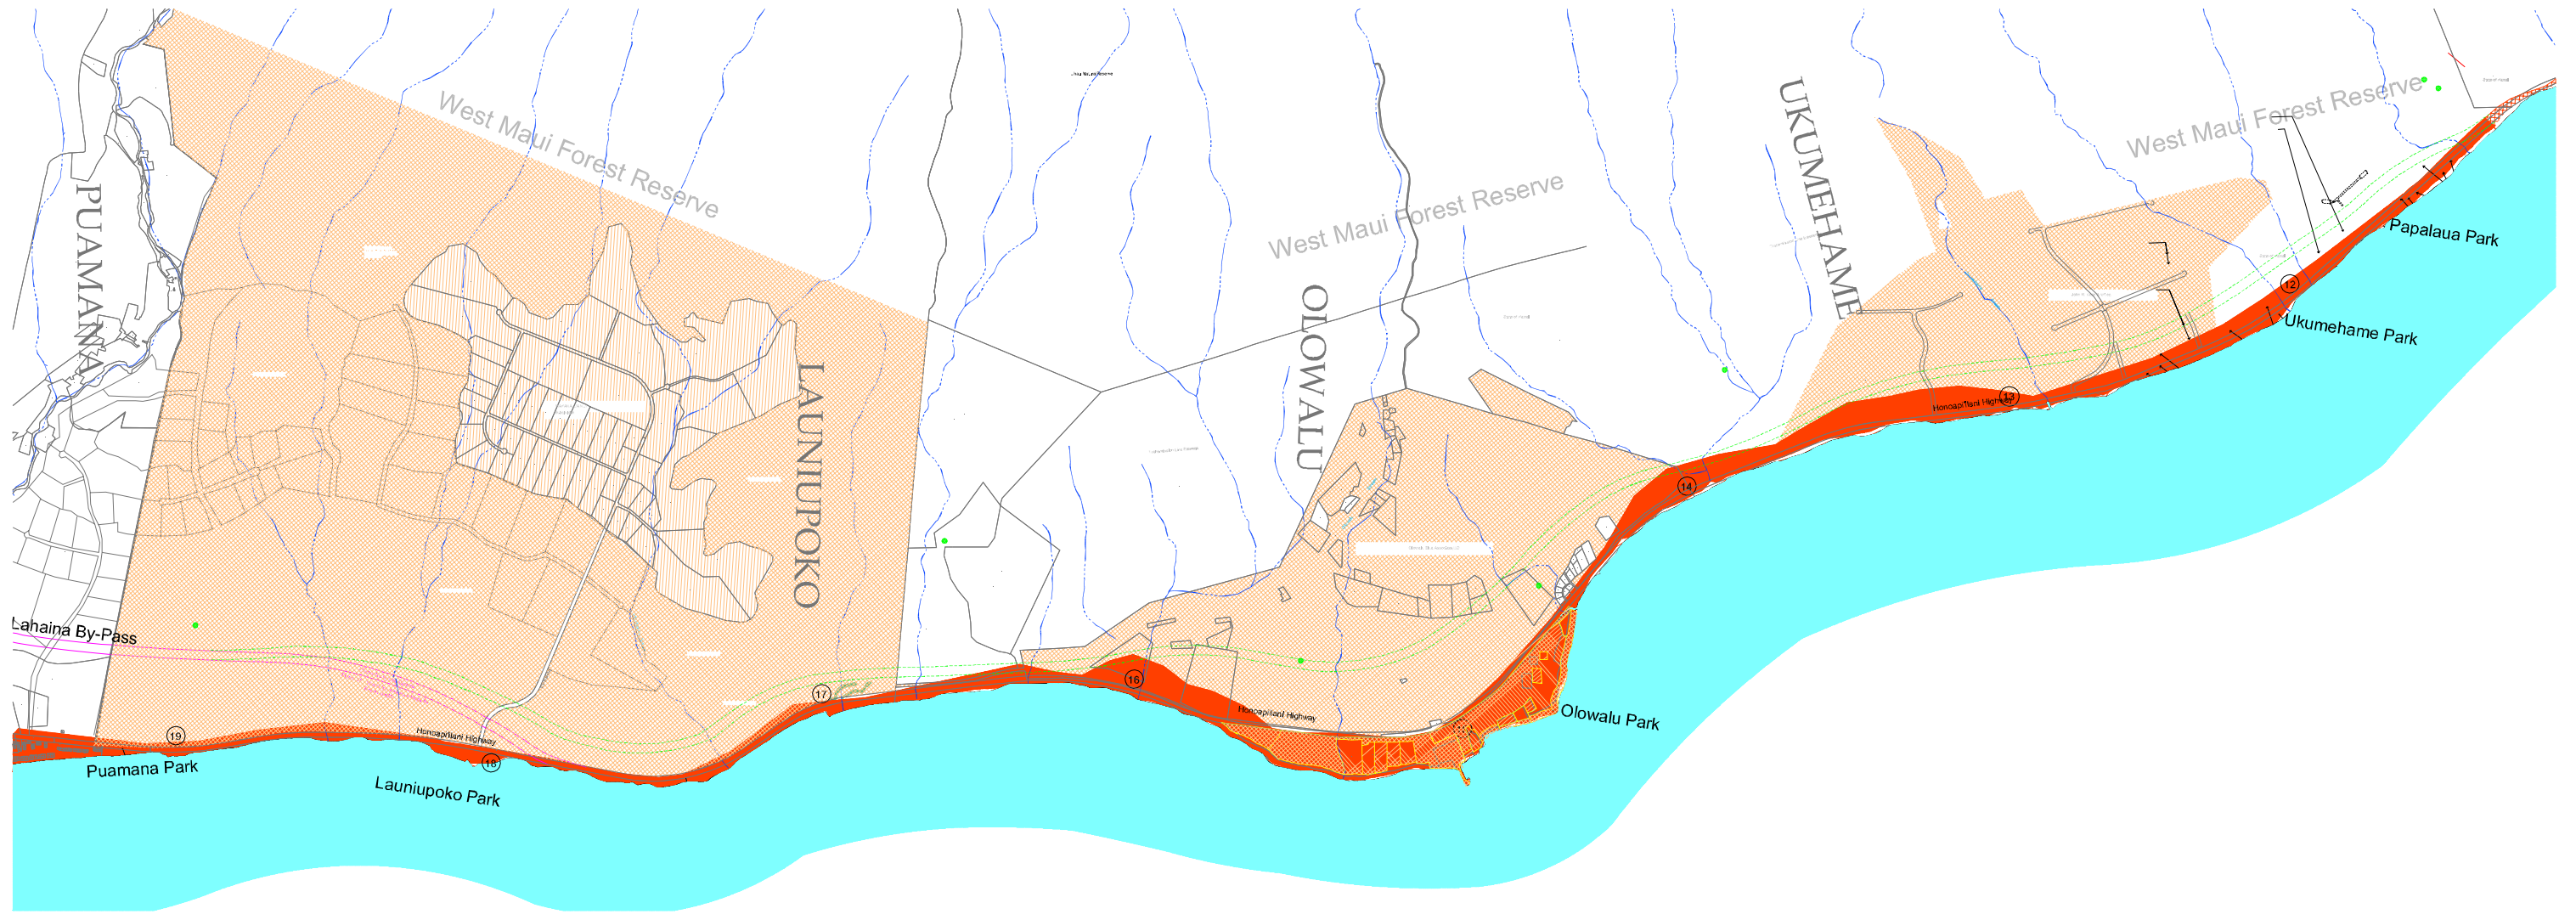 West Maui Forest Reserve
West Maui Forest Reserve
West Maui Forest Reserve
PUAMANA
LAUNIUPOKO
OLOWALU
UKUMEHAME
Papalaua Park
12
Ukumehame Park
13
Honoapiilani Highway
14
Lahaina By-Pass
16
17
Honoapiilani Highway
Olowalu Park
19
Honoapiilani Highway
18
Puamana Park
Launiupoko Park